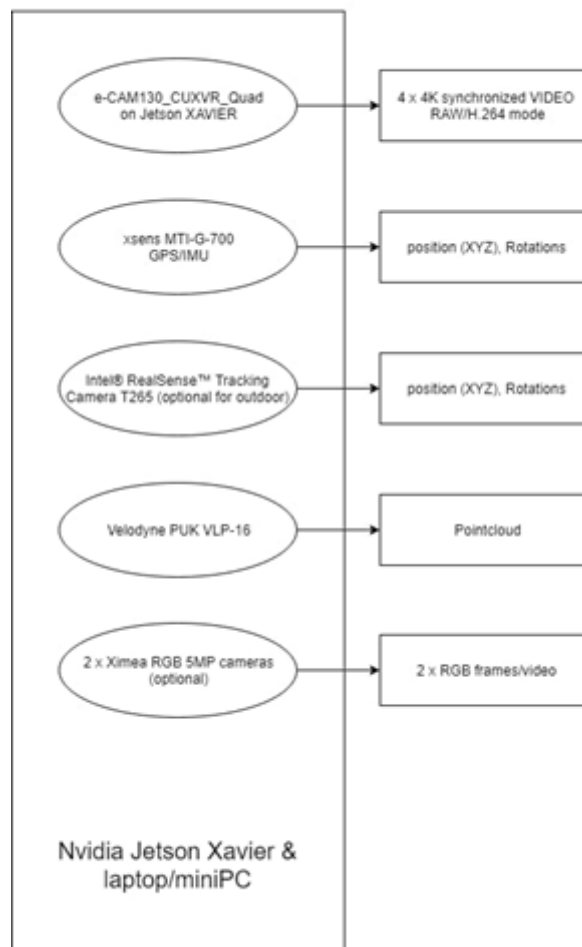 e-CAM130_CUXVR_Quad
on Jetson XAVIER
4 x 4K synchronized VIDEO
RAW/H.264 mode
xsens MTI-G-700
GPS/IMU
position (XYZ), Rotations
Intel® RealSense™ Tracking
Camera T265 (optional for outdoor)
position (XYZ), Rotations
Velodyne PUK VLP-16
Pointcloud
2 x Ximea RGB 5MP cameras
(optional)
2 x RGB frames/video
Nvidia Jetson Xavier &
laptop/miniPC